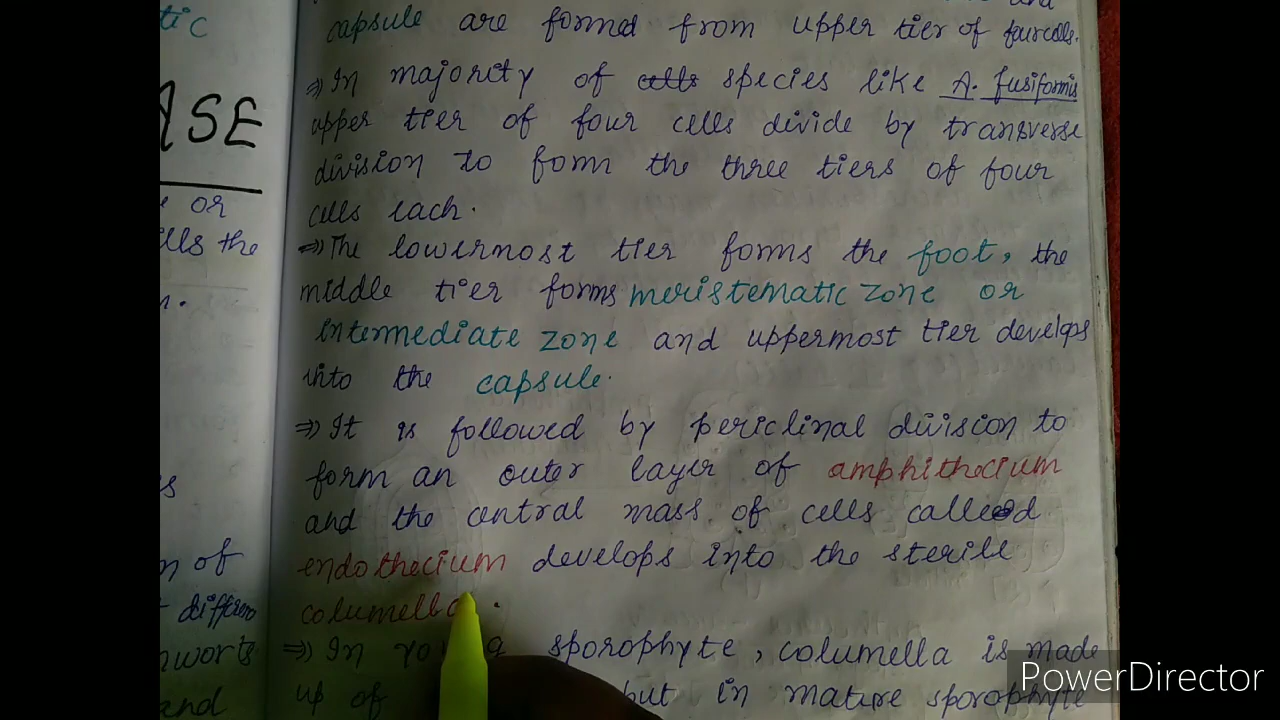 tic
ASE
or
lls the
s
n of
differn
nworts
and
and
capsule are formed from upper tier of four cells.
⇒ In majority of cells species like A. fusiformis
upper tier of four cells divide by transverse
division to form the three tiers of four
cells each.
⇒ The lowermost tier forms the foot, the
middle tier forms meristematic zone or
intermediate zone and uppermost tier develops
into the capsule.
⇒ It is followed by periclinal division to
form an outer layer of amphithecium
and the central mass of cells called
endothecium develops into the sterile
columella.
⇒ In sporophyte, columella is made
up of but in mature sporophyte
PowerDirector